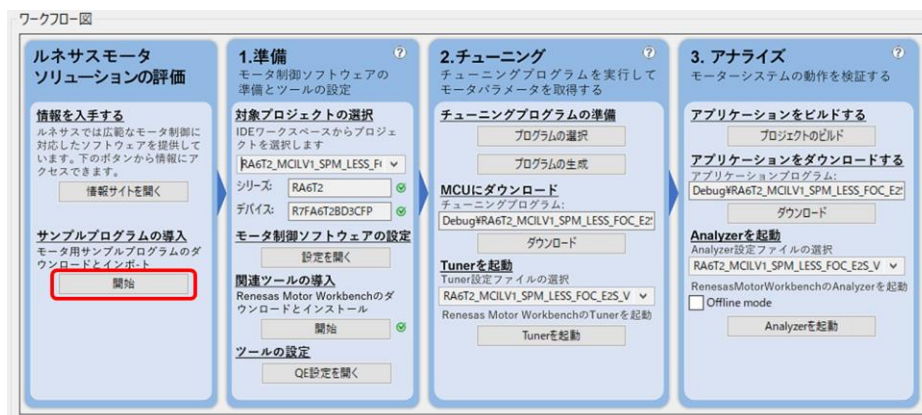 ワークフロー図
ルネサスモータ
ソリューションの評価
情報を入手する
ルネサスでは広範なモータ制御に
対応したソフトウェアを提供して
います。下のボタンから情報にア
クセスできます。
情報サイトを開く
サンプルプログラムの導入
モータ用サンプルプログラムのダ
ウンロードとインポート
開始
1.準備
?
モータ制御ソフトウェアの
準備とツールの設定
対象プロジェクトの選択
IDEワークスペースからプロジェ
クトを選択します
RA6T2_MCILV1_SPM_LESS_F
シリーズ: RA6T2
デバイス: R7FA6T2BD3CFP
モータ制御ソフトウェアの設定
設定を開く
関連ツールの導入
Renesas Motor Workbenchのダ
ウンロードとインストール
開始
ツールの設定
QE設定を開く
2.チューニング
?
チューニングプログラムを実行して
モータパラメータを取得する
チューニングプログラムの準備
プログラムの選択
プログラムの生成
MCUにダウンロード
チューニングプログラム:
Debug¥RA6T2_MCILV1_SPM_LESS_FOC_E2
ダウンロード
Tunerを起動
Tuner設定ファイルの選択
RA6T2_MCILV1_SPM_LESS_FOC_E2S_V
Renesas Motor WorkbenchのTunerを起動
Tunerを起動
3. アナライズ
?
モーターシステムの動作を検証する
アプリケーションをビルドする
プロジェクトのビルド
アプリケーションをダウンロードする
アプリケーションプログラム:
Debug¥RA6T2_MCILV1_SPM_LESS_FOC_E2
ダウンロード
Analyzerを起動
Analyzer設定ファイルの選択
RA6T2_MCILV1_SPM_LESS_FOC_E2S_V
RenesasMotorWorkbenchのAnalyzerを起動
Offline mode
Analyzerを起動